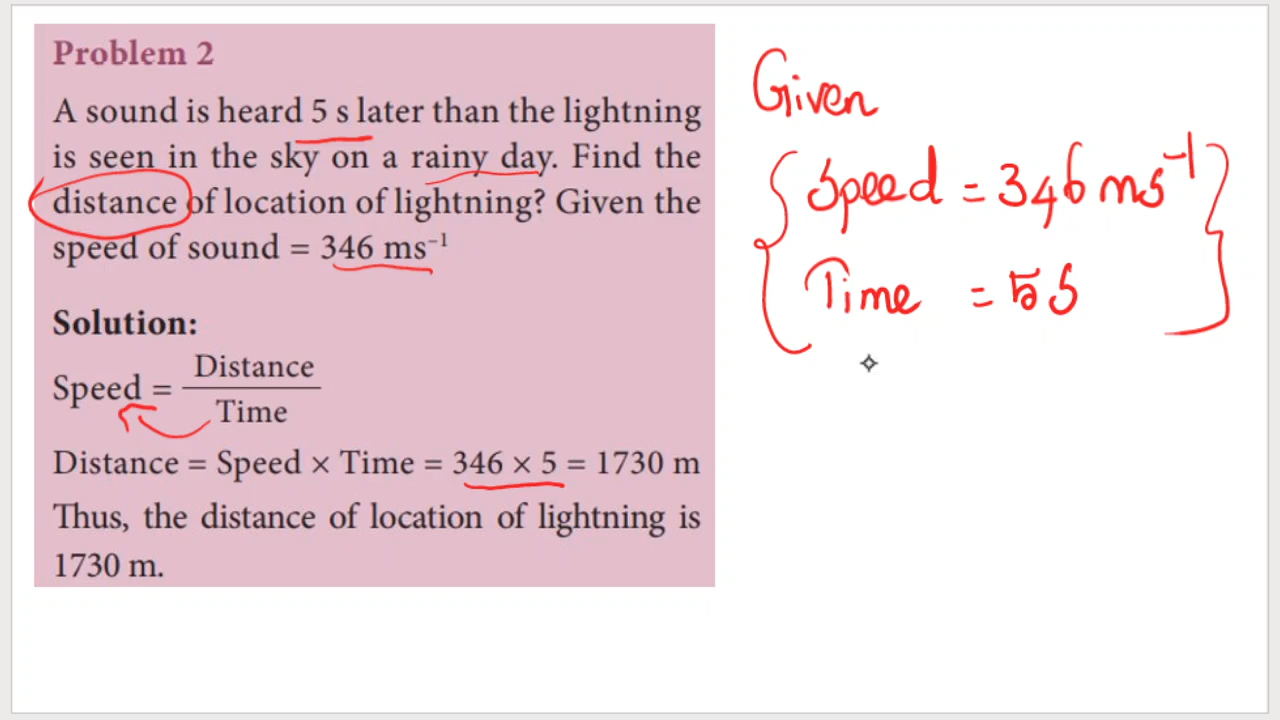 Problem 2
A sound is heard 5 s later than the lightning
is seen in the sky on a rainy day. Find the
distance of location of lightning? Given the
speed of sound = 346 ms⁻¹
Solution:
Speed = Distance / Time
Distance = Speed × Time = 346 × 5 = 1730 m
Thus, the distance of location of lightning is
1730 m.
Given
Speed = 346 ms⁻¹
Time = 5 s